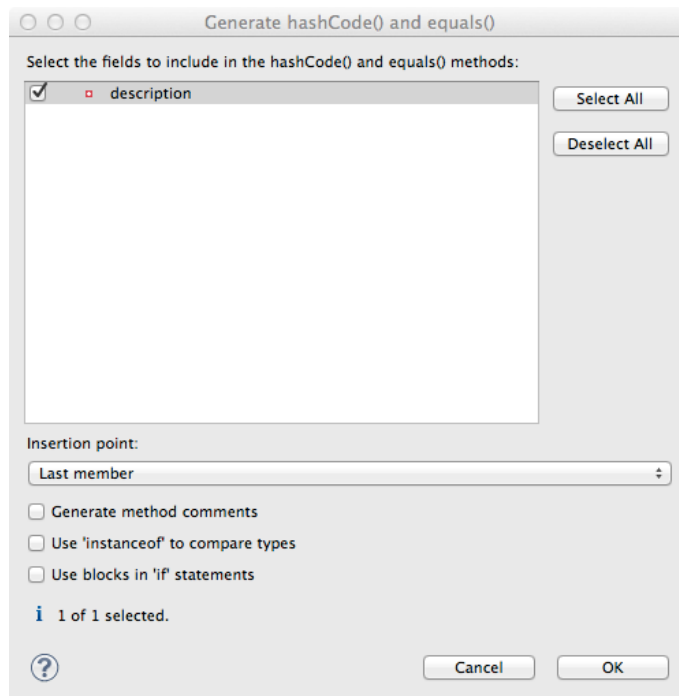 Generate hashCode() and equals()
Select the fields to include in the hashCode() and equals() methods:
description
Select All
Deselect All
Insertion point:
Last member
Generate method comments
Use 'instanceof' to compare types
Use blocks in 'if' statements
i 1 of 1 selected.
?
Cancel
OK